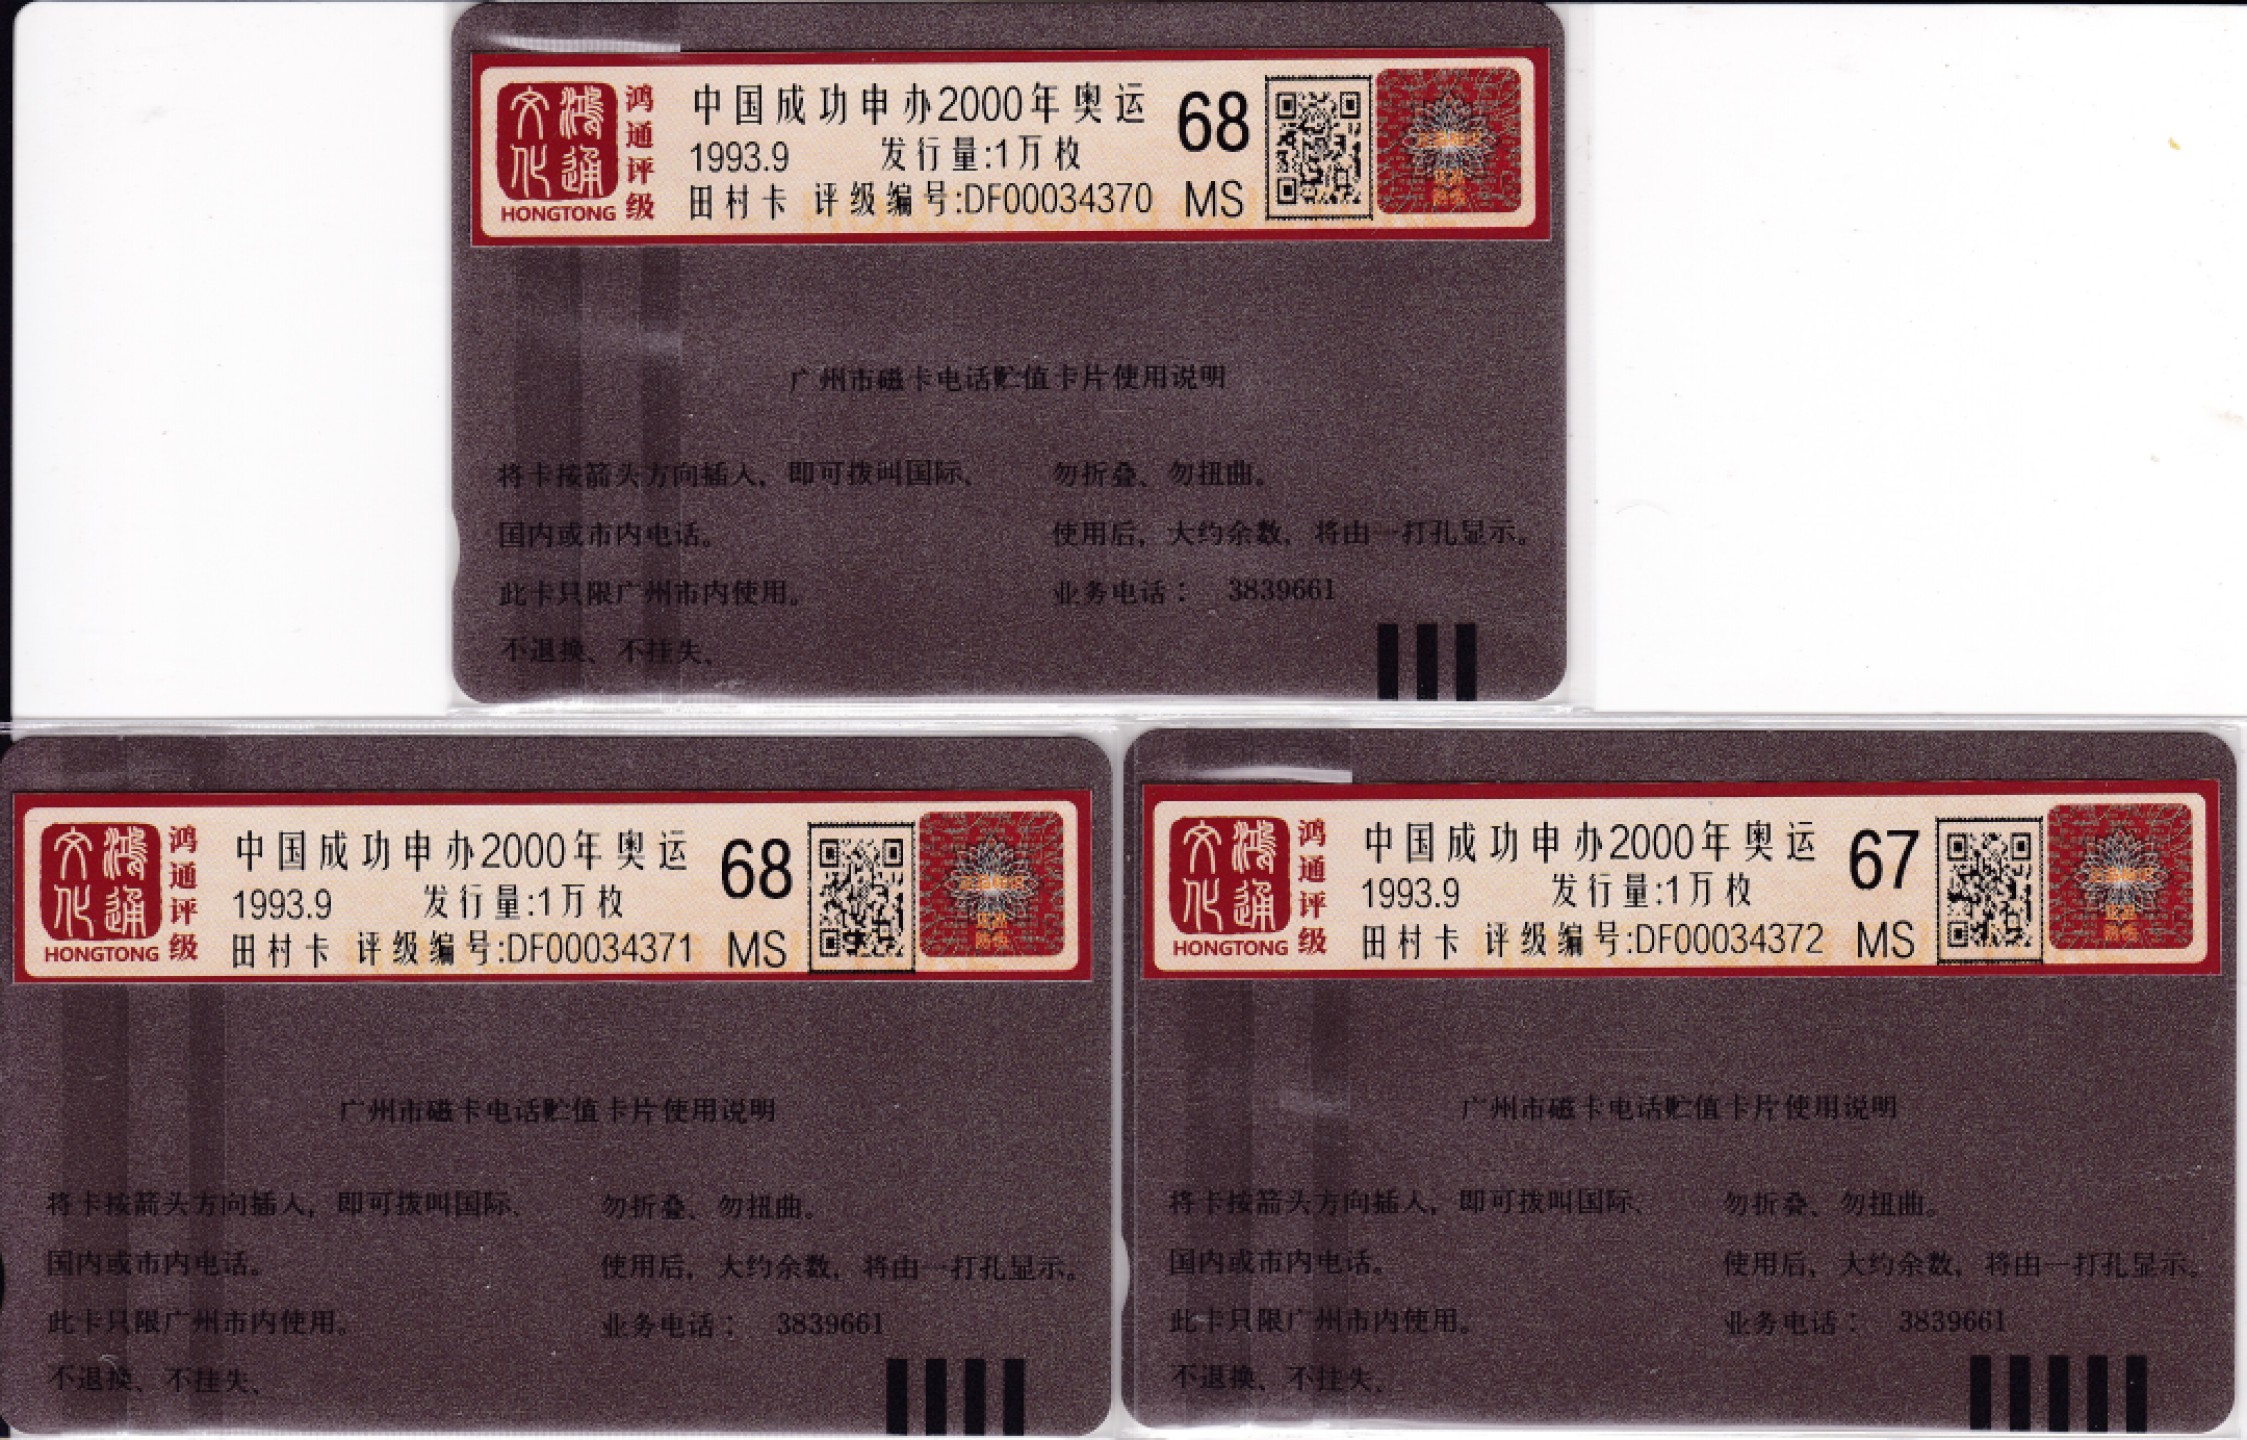 文鸿
化通
HONGTONG
鸿通评级
中国成功申办2000年奥运
1993.9 发行量:1万枚
田村卡 评级编号:DF00034370
68
MS
广州市磁卡电话贮值卡片使用说明
将卡按箭头方向插入，即可拨叫国际、
国内或市内电话。
此卡只限广州市内使用。
不退换、不挂失、
勿折叠、勿扭曲。
使用后，大约余数，将由一打孔显示。
业务电话： 3839661
文鸿
化通
HONGTONG
鸿通评级
中国成功申办2000年奥运
1993.9 发行量:1万枚
田村卡 评级编号:DF00034371
68
MS
广州市磁卡电话贮值卡片使用说明
将卡按箭头方向插入，即可拨叫国际、
国内或市内电话。
此卡只限广州市内使用。
不退换、不挂失、
勿折叠、勿扭曲。
使用后，大约余数，将由一打孔显示。
业务电话： 3839661
文鸿
化通
HONGTONG
鸿通评级
中国成功申办2000年奥运
1993.9 发行量:1万枚
田村卡 评级编号:DF00034372
67
MS
广州市磁卡电话贮值卡片使用说明
将卡按箭头方向插入，即可拨叫国际、
国内或市内电话。
此卡只限广州市内使用。
不退换、不挂失、
勿折叠、勿扭曲。
使用后，大约余数，将由一打孔显示。
业务电话： 3839661